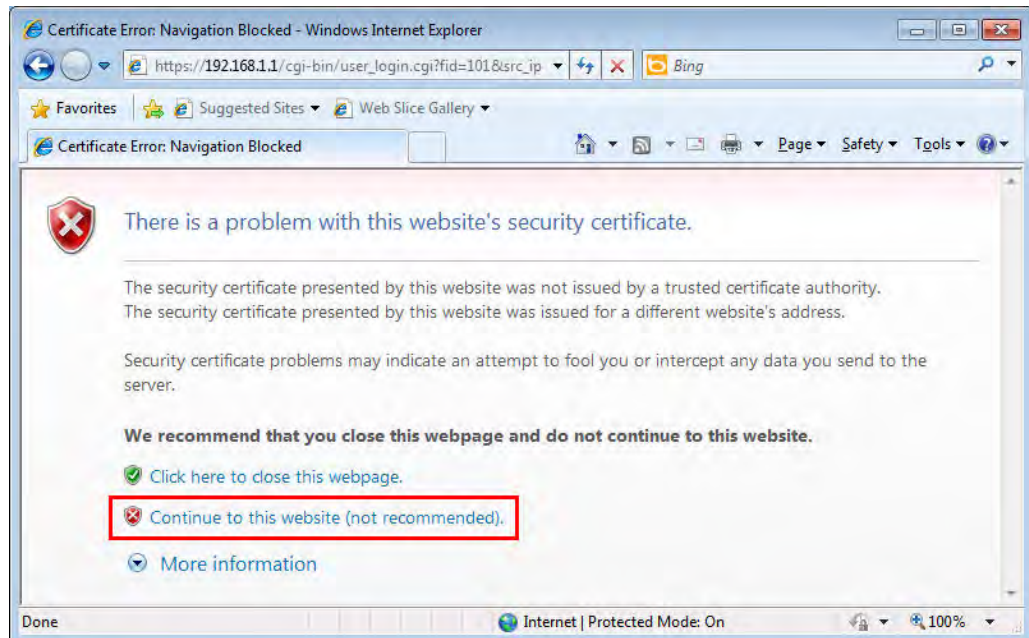 Certificate Error: Navigation Blocked - Windows Internet Explorer
https://192.168.1.1/cgi-bin/user_login.cgi?fid=101&src_ip
Bing
Favorites Suggested Sites Web Slice Gallery
Certificate Error: Navigation Blocked Page Safety Tools
There is a problem with this website's security certificate.
The security certificate presented by this website was not issued by a trusted certificate authority.
The security certificate presented by this website was issued for a different website's address.
Security certificate problems may indicate an attempt to fool you or intercept any data you send to the
server.
We recommend that you close this webpage and do not continue to this website.
Click here to close this webpage.
Continue to this website (not recommended).
More information
Done Internet | Protected Mode: On 100%